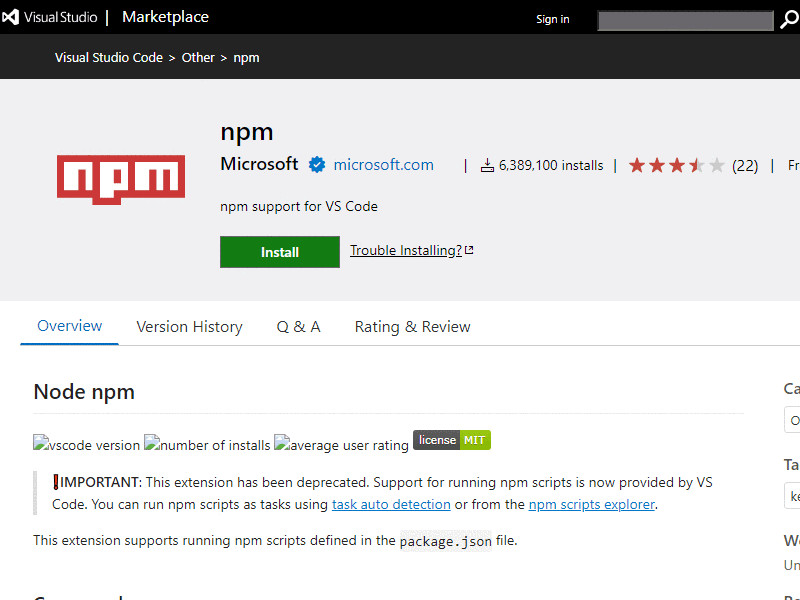 Visual Studio | Marketplace
Sign in
Visual Studio Code > Other > npm
npm
npm
Microsoft microsoft.com | 6,389,100 installs | (22) | Fr
npm support for VS Code
Install Trouble Installing?
Overview Version History Q & A Rating & Review
Node npm
vscode version number of installs average user rating license MIT
❗IMPORTANT: This extension has been deprecated. Support for running npm scripts is now provided by VS
Code. You can run npm scripts as tasks using task auto detection or from the npm scripts explorer.
This extension supports running npm scripts defined in the package.json file.
Ca
O
Ta
ke
Wo
Un